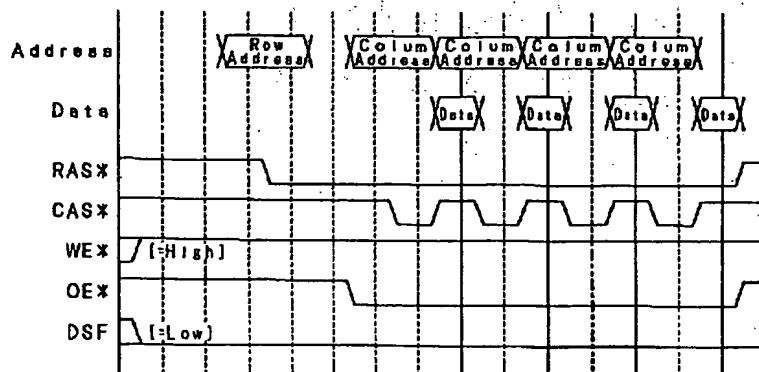 Address
Row Address
Colum Address
Colum Address
Colum Address
Colum Address
Data
Data
Data
Data
Data
RAS*
CAS*
WE* [=High]
OE*
DSF [=Low]